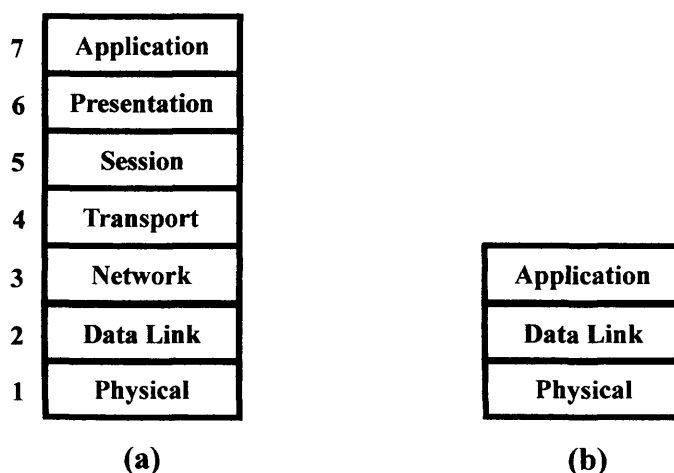 7 Application
6 Presentation
5 Session
4 Transport
3 Network Application
2 Data Link Data Link
1 Physical Physical
(a) (b)